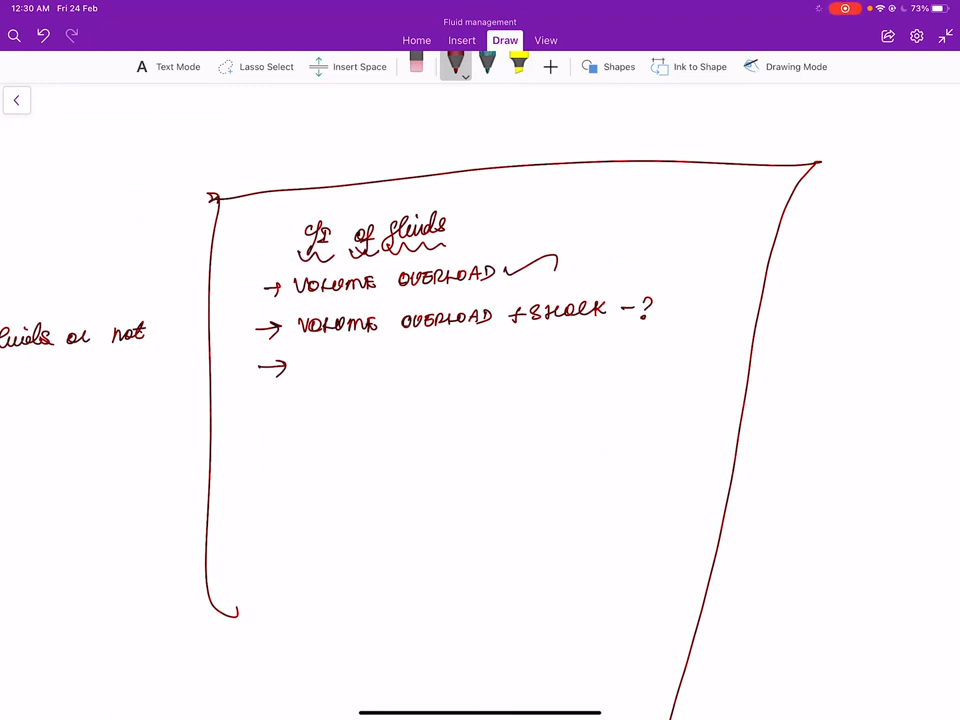 12:30 AM Fri 24 Feb
73%
Fluid management
Home Insert Draw View
A Text Mode Lasso Select Insert Space Shapes Ink to Shape Drawing Mode
C/I of fluids
→ VOLUME OVERLOAD ✓
→ VOLUME OVERLOAD + SHOCK - ?
→
fluids or not